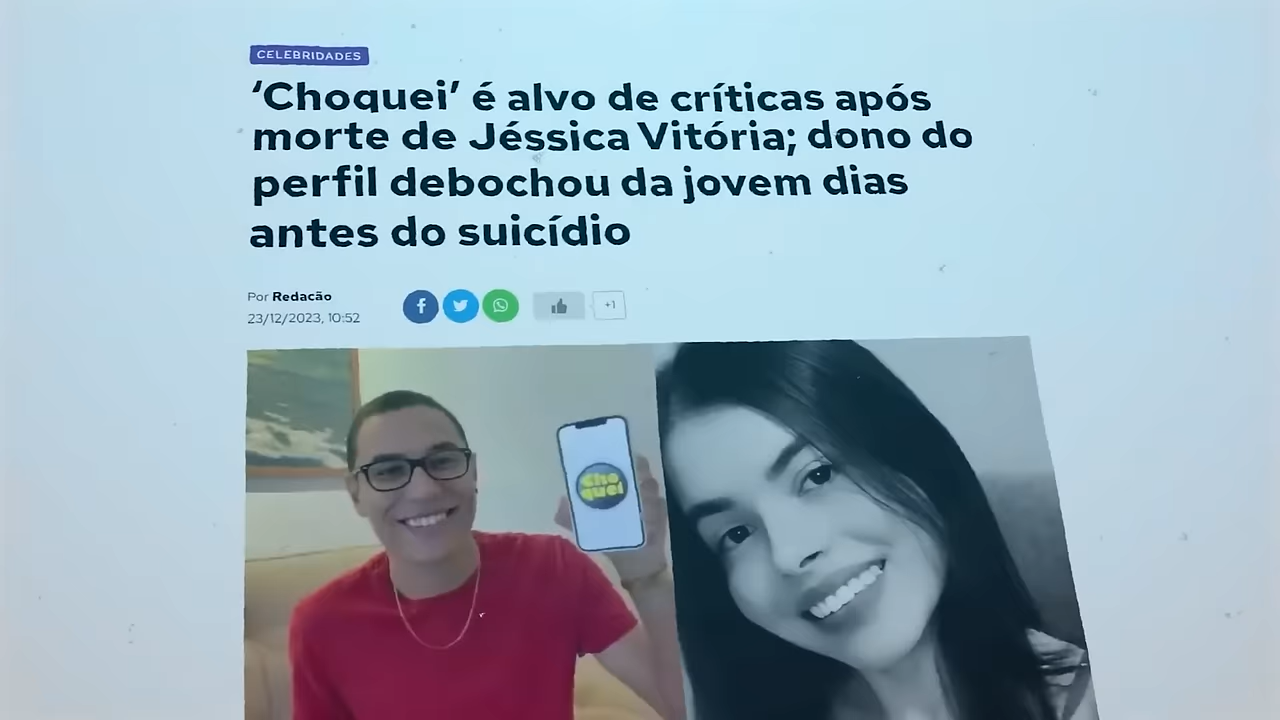 CELEBRIDADES
‘Choquei’ é alvo de críticas após
morte de Jéssica Vitória; dono do
perfil debochou da jovem dias
antes do suicídio
Por Redacão
23/12/2023, 10:52
+1
Cho
quei